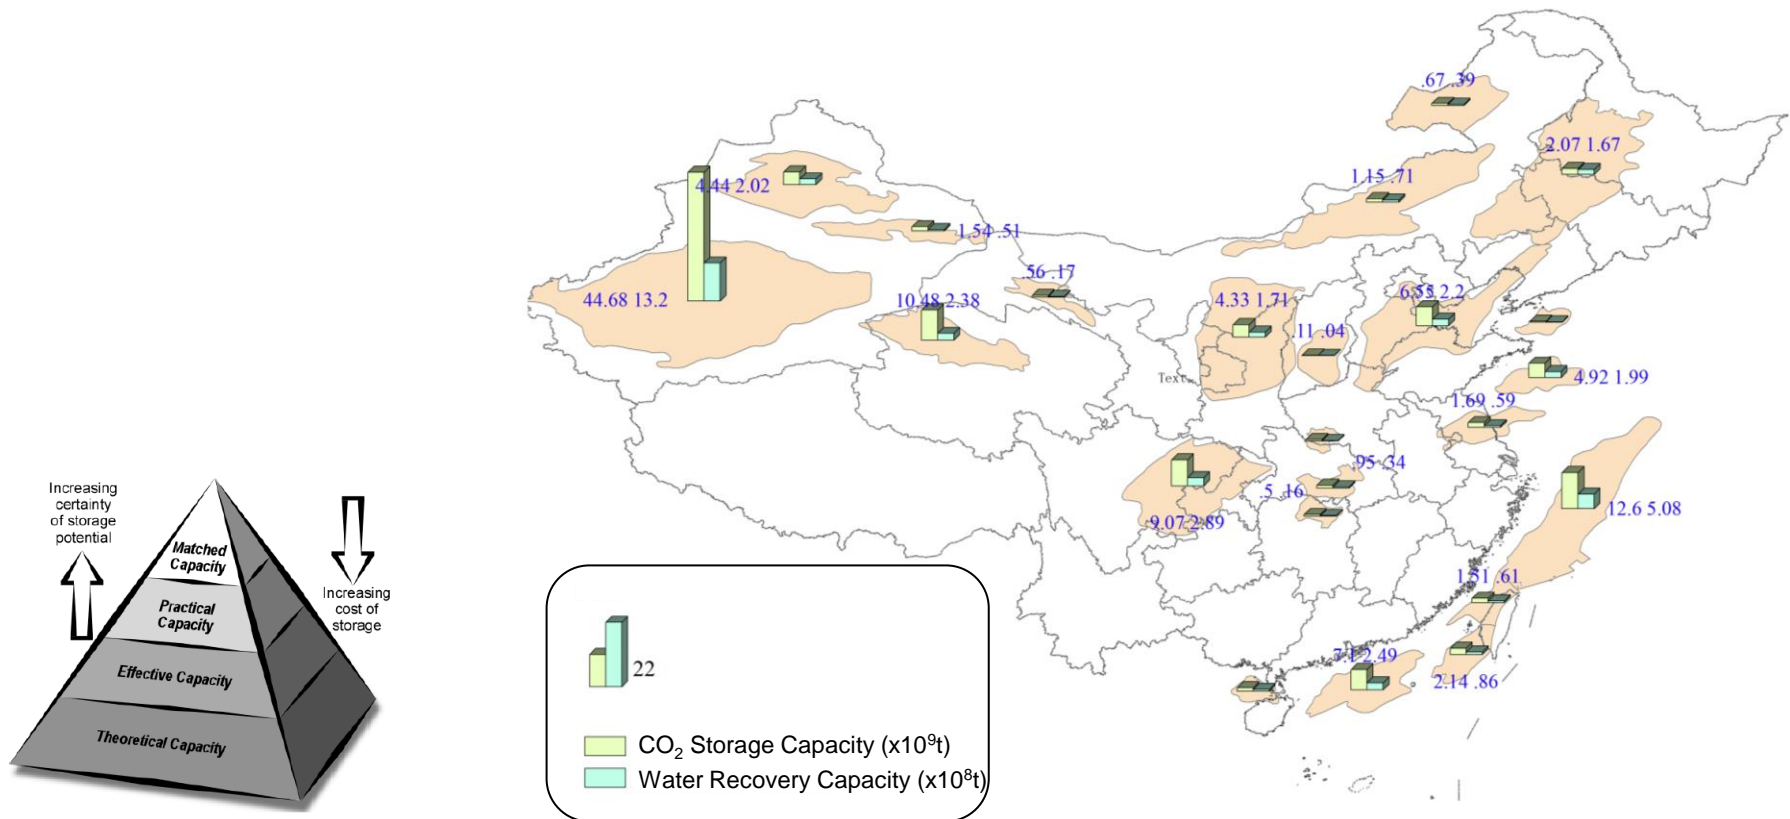 Increasing
certainty
of storage
potential
Increasing
cost of
storage
Matched
Capacity
Practical
Capacity
Effective Capacity
Theoretical Capacity
.67 .39
2.07 1.67
1.15 .71
4.44 2.02
1.54 .51
.56 .17
44.68 13.2
10.48 2.38
4.33 1.71
6.55 2.2
.11 .04
Text
4.92 1.99
1.69 .59
.95 .34
.5 .16
9.07 2.89
12.6 5.08
1.51 .61
7.1 2.49
2.14 .86
22
CO₂ Storage Capacity (x10⁹t)
Water Recovery Capacity (x10⁸t)